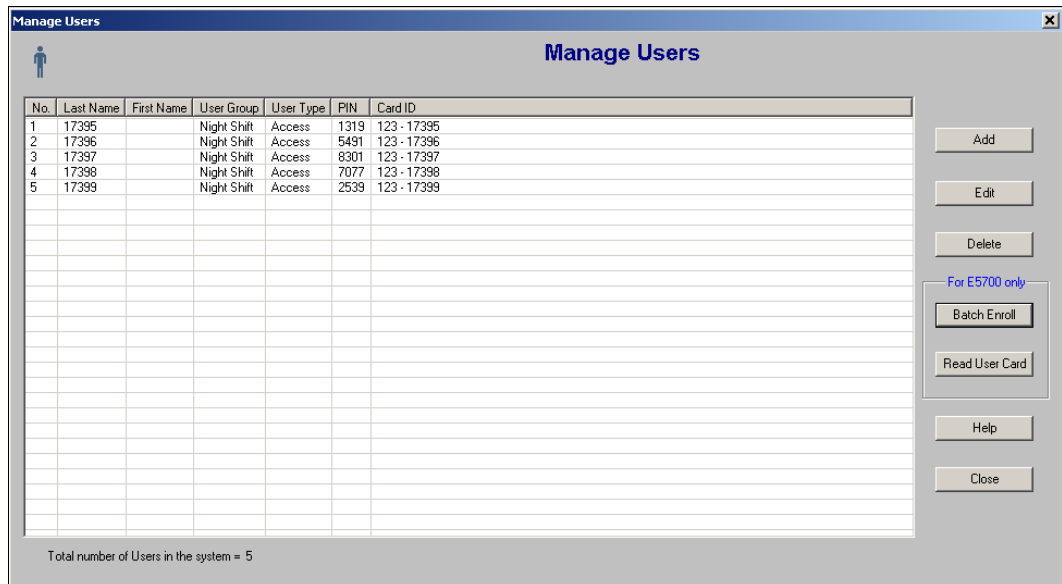 Manage Users
Manage Users
No. Last Name First Name User Group User Type PIN Card ID
1 17395 Night Shift Access 1319 123 - 17395
2 17396 Night Shift Access 5491 123 - 17396
3 17397 Night Shift Access 8301 123 - 17397
4 17398 Night Shift Access 7077 123 - 17398
5 17399 Night Shift Access 2539 123 - 17399
Add
Edit
Delete
For E5700 only
Batch Enroll
Read User Card
Help
Close
Total number of Users in the system = 5